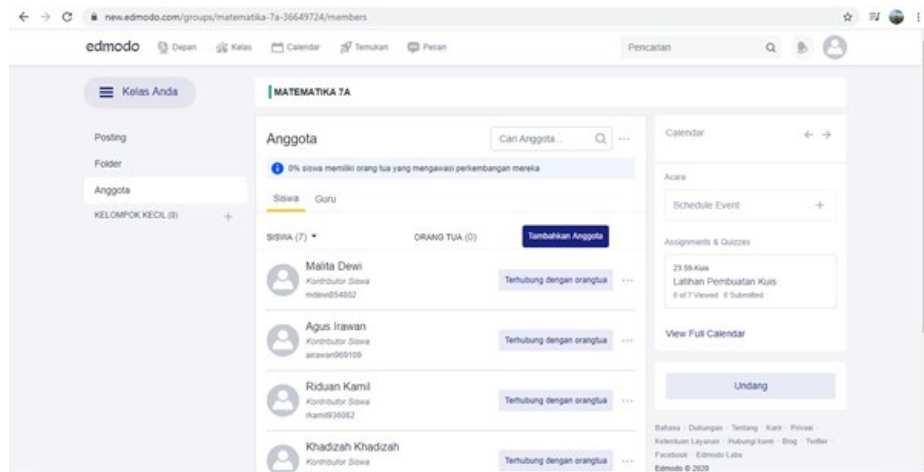 new.edmodo.com/groups/matematika-7a-36649724/members
edmodo Depan Kelas Calendar Temukan Pesan Pencarian
Kelas Anda
Posting
Folder
Anggota
KELOMPOK KECIL (0) +
MATEMATIKA 7A
Anggota
Cari Anggota...
0% siswa memiliki orang tua yang mengawasi perkembangan mereka
Siswa Guru
SISWA (7) ORANG TUA (0) Tambahkan Anggota
Malita Dewi
Kontributor Siswa
mdewi854802
Terhubung dengan orangtua
Agus Irawan
Kontributor Siswa
airawan969109
Terhubung dengan orangtua
Riduan Kamil
Kontributor Siswa
rkamil936082
Terhubung dengan orangtua
Khadizah Khadizah
Kontributor Siswa
Terhubung dengan orangtua
Calendar
Acara
Schedule Event +
Assignments & Quizzes
23.59-Kuis
Latihan Pembuatan Kuis
0 of 7 Viewed · 0 Submitted
View Full Calendar
Undang
Bahasa · Dukungan · Tentang · Karir · Privasi ·
Ketentuan Layanan · Hubungi kami · Blog · Twitter ·
Facebook · Edmodo Labs
Edmodo © 2020